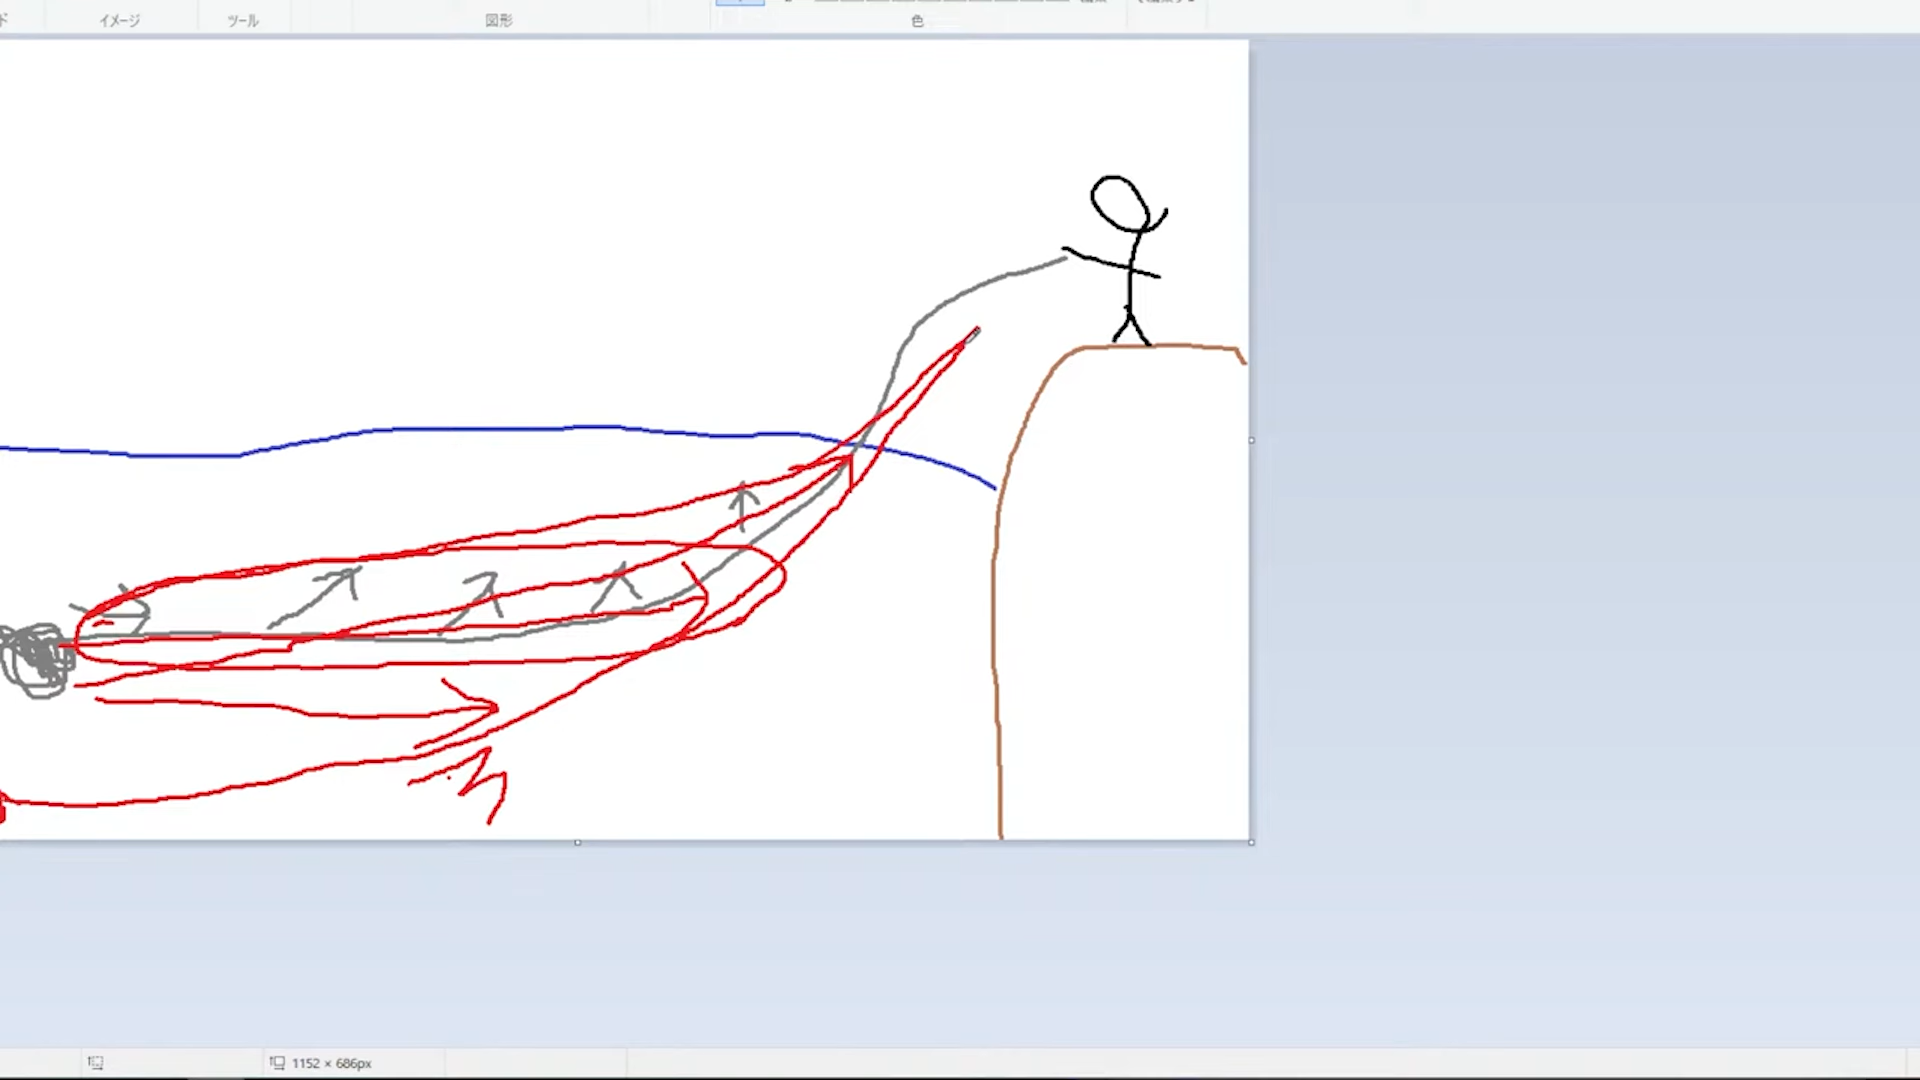 イメージ
ツール
図形
色
1152 × 686px